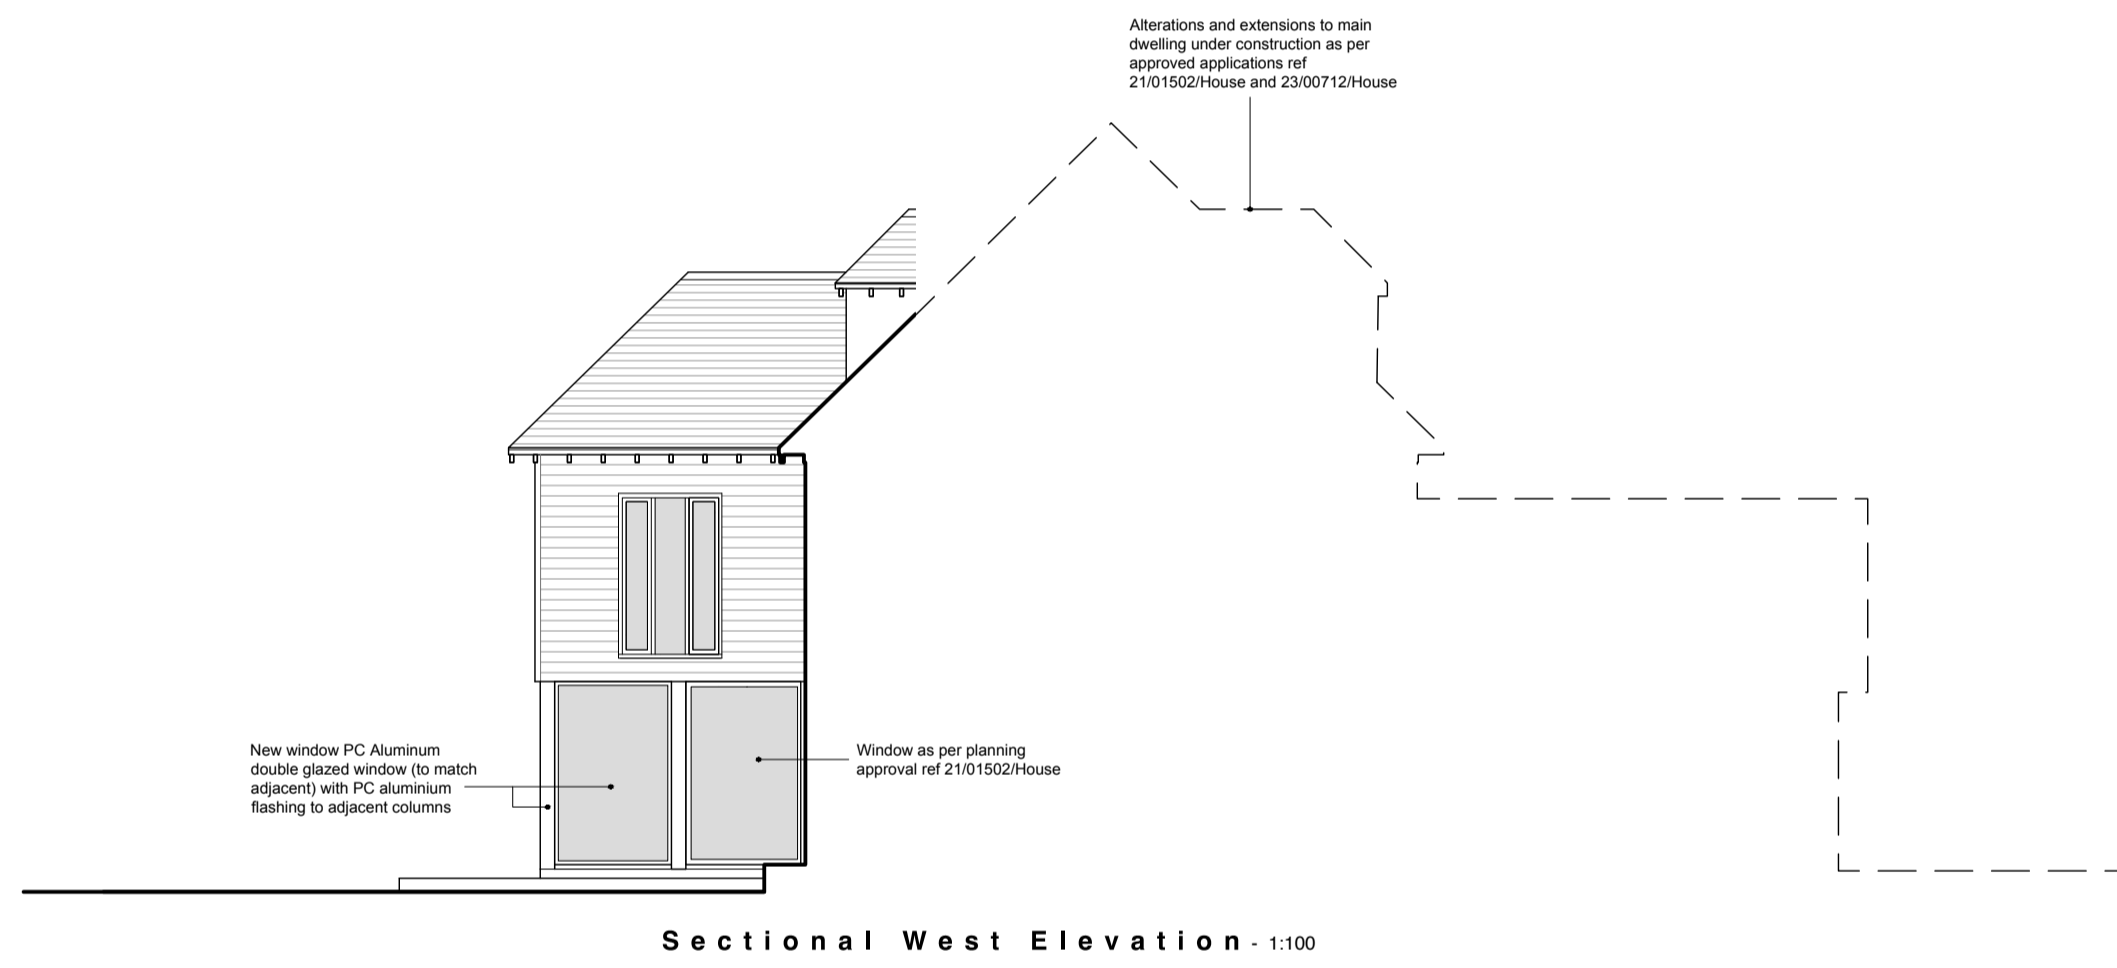 Alterations and extensions to main
dwelling under construction as per
approved applications ref
21/01502/House and 23/00712/House
New window PC Aluminum
double glazed window (to match
adjacent) with PC aluminium
flashing to adjacent columns
Window as per planning
approval ref 21/01502/House
Sectional West Elevation - 1:100